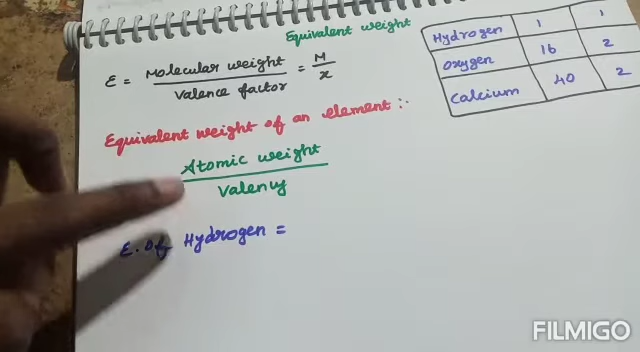 Equivalent weight
E = Molecular weight / Valence factor = M / x
Hydrogen 1 1
Oxygen 16 2
Calcium 40 2
Equivalent weight of an element :-
Atomic weight
Valency
E. Of Hydrogen =
FILMIGO